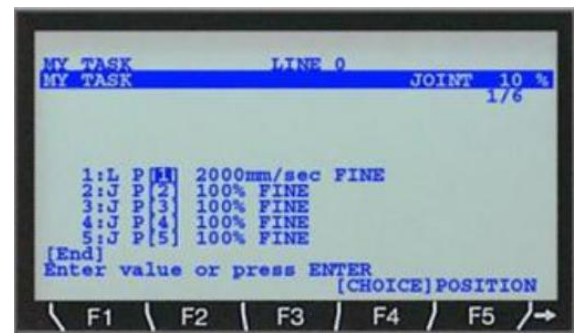 MY TASK LINE 0
MY TASK JOINT 10 %
1/6
1:L P[1] 2000mm/sec FINE
2:J P[2] 100% FINE
3:J P[3] 100% FINE
4:J P[4] 100% FINE
5:J P[5] 100% FINE
[End]
Enter value or press ENTER
[CHOICE]POSITION
F1 F2 F3 F4 F5 →